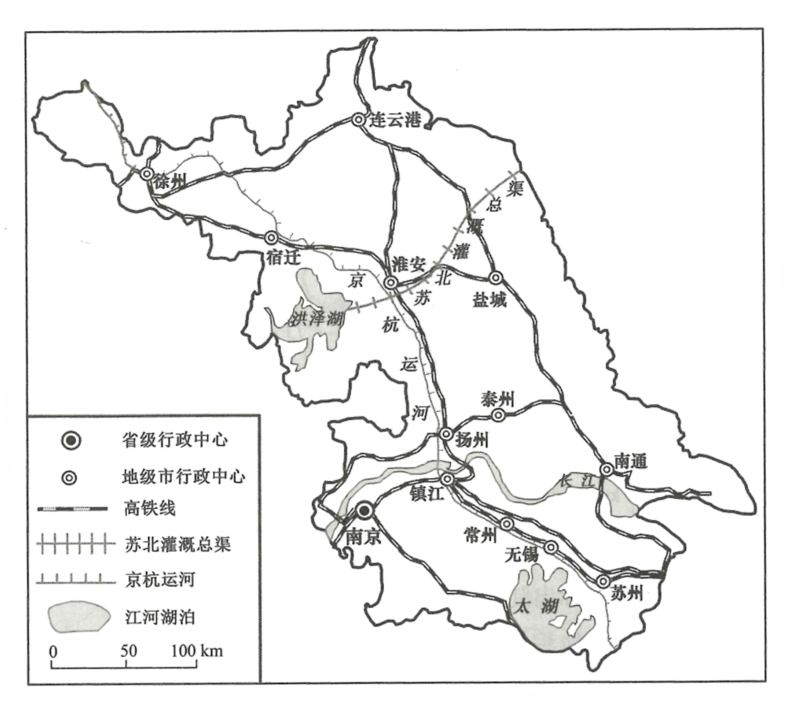 连云港
徐州
宿迁
淮安
盐城
京杭运河
苏北灌溉总渠
洪泽湖
泰州
扬州
南通
长江
镇江
南京
常州
无锡
苏州
太湖
省级行政中心
地级市行政中心
高铁线
苏北灌溉总渠
京杭运河
江河湖泊
0 50 100 km